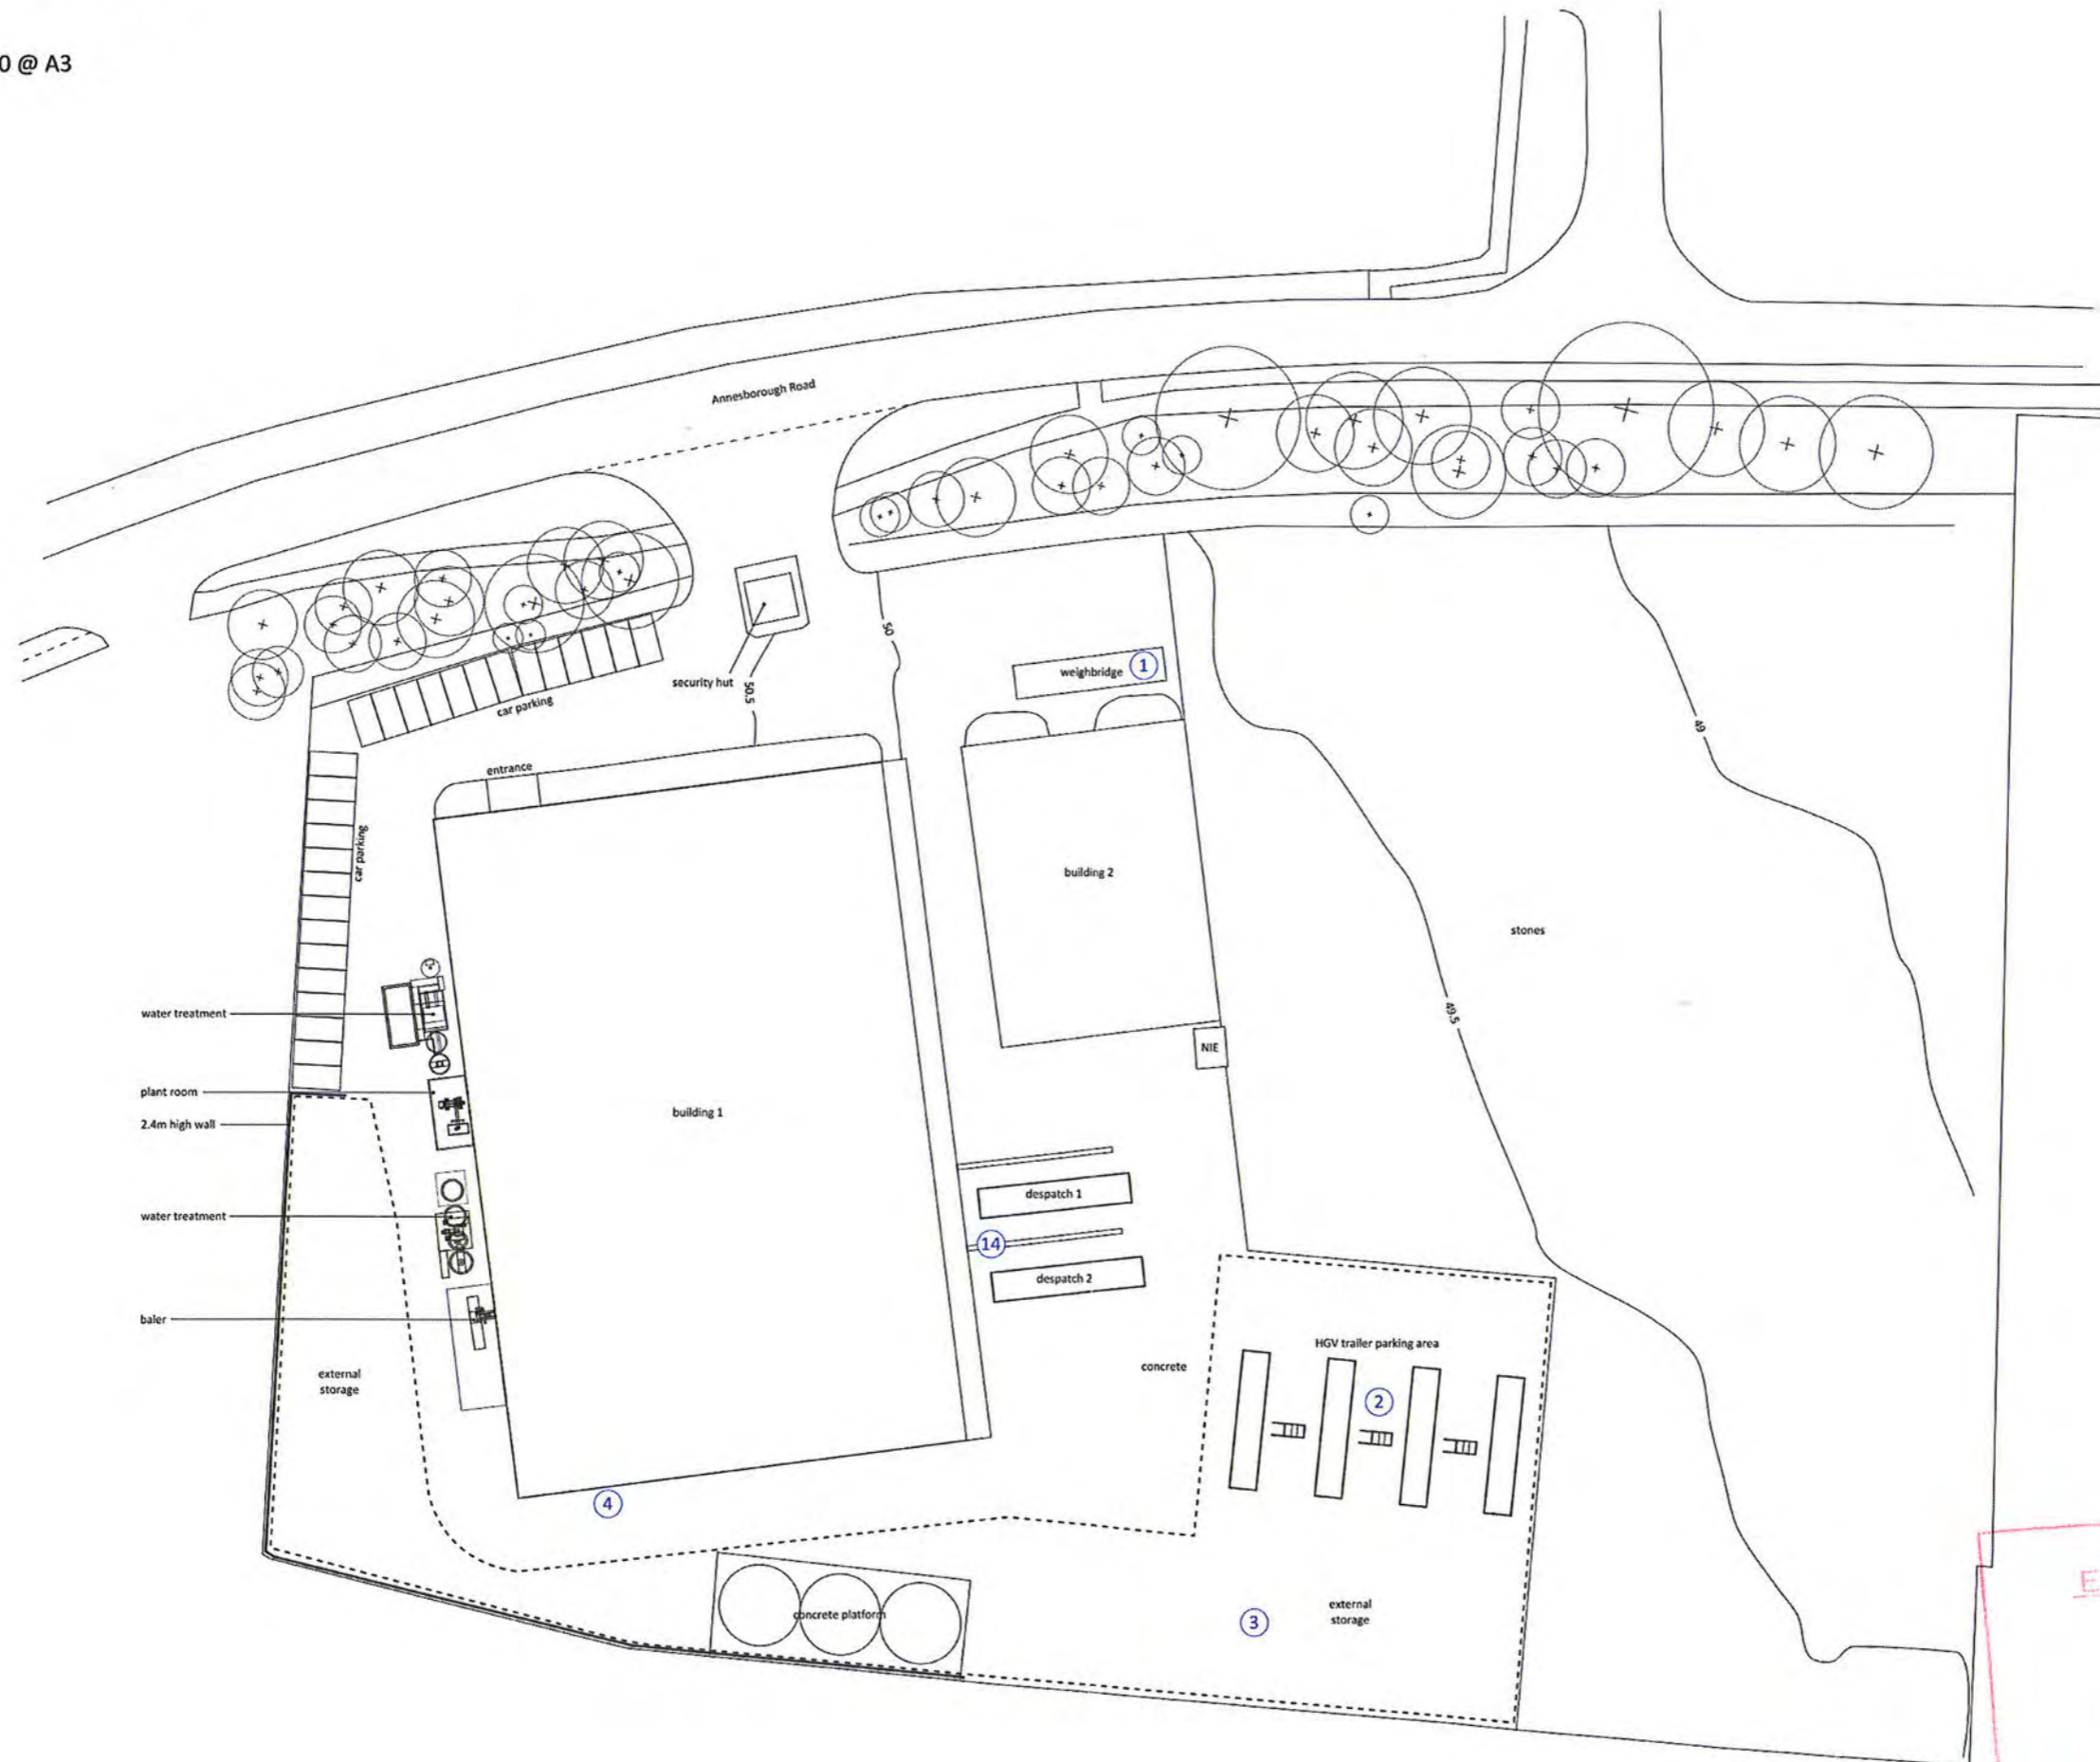 0 @ A3
Annesborough Road
security hut
50
50.5
weighbridge
1
car parking
entrance
car parking
building 2
49
stones
water treatment
49.5
NIE
plant room
building 1
2.4m high wall
despatch 1
water treatment
14
despatch 2
baler
HGV trailer parking area
concrete
external
storage
2
4
concrete platform
3
external
storage
E